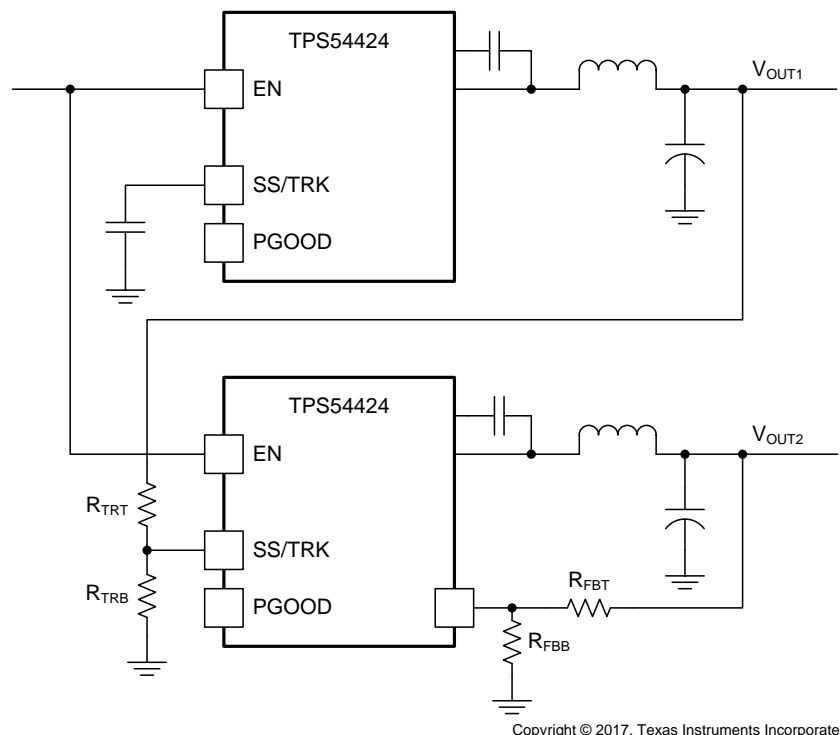 TPS54424
EN
SS/TRK
PGOOD
VOUT1
TPS54424
EN
SS/TRK
PGOOD
VOUT2
RTRT
RTRB
RFBT
RFBB
Copyright © 2017, Texas Instruments Incorporate